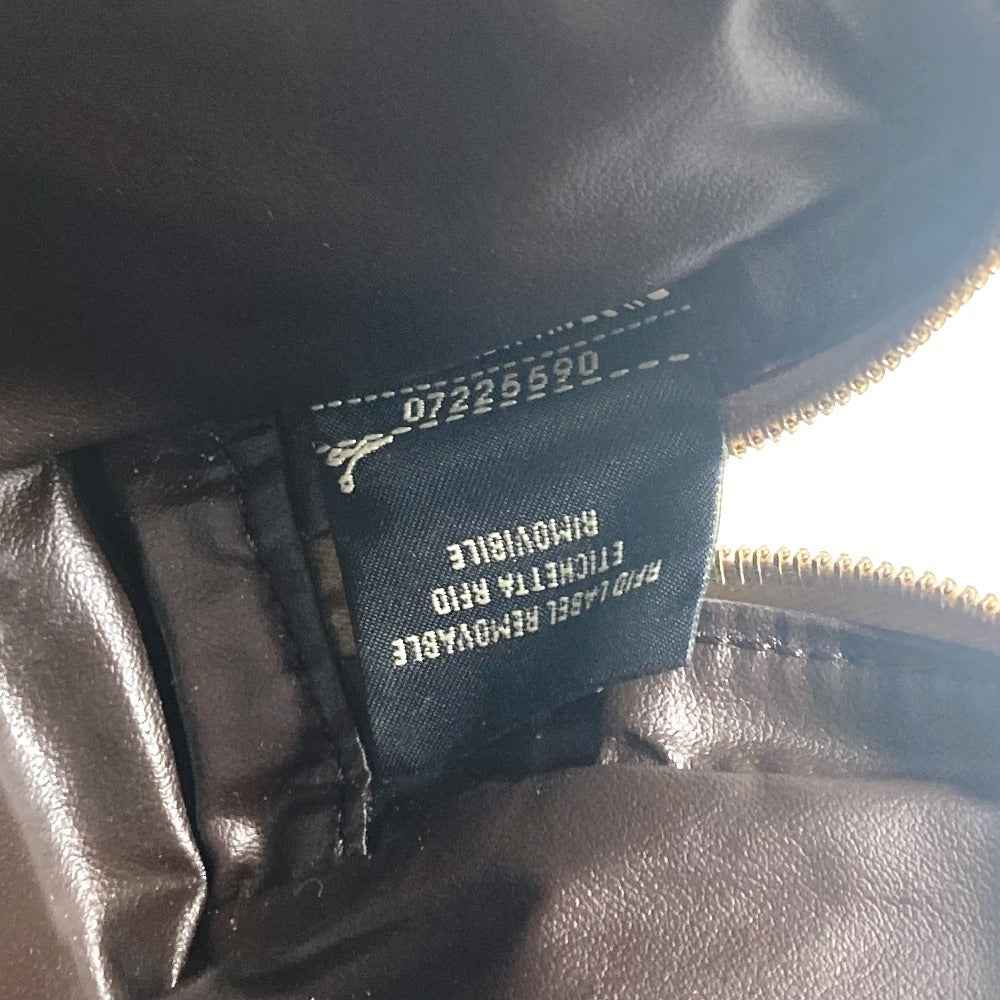 07225590
RFID LABEL REMOVABLE
ETICHETTA RFID
RIMOVIBILE